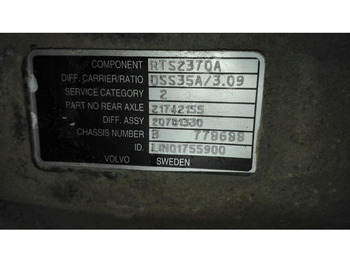 COMPONENT RTS2370A
DIFF. CARRIER/RATIO DSS35A/3.09
SERVICE CATEGORY 2
PART NO REAR AXLE 21742155
DIFF. ASSY 20701330
CHASSIS NUMBER B 778688
ID. LIN01755900
VOLVO SWEDEN